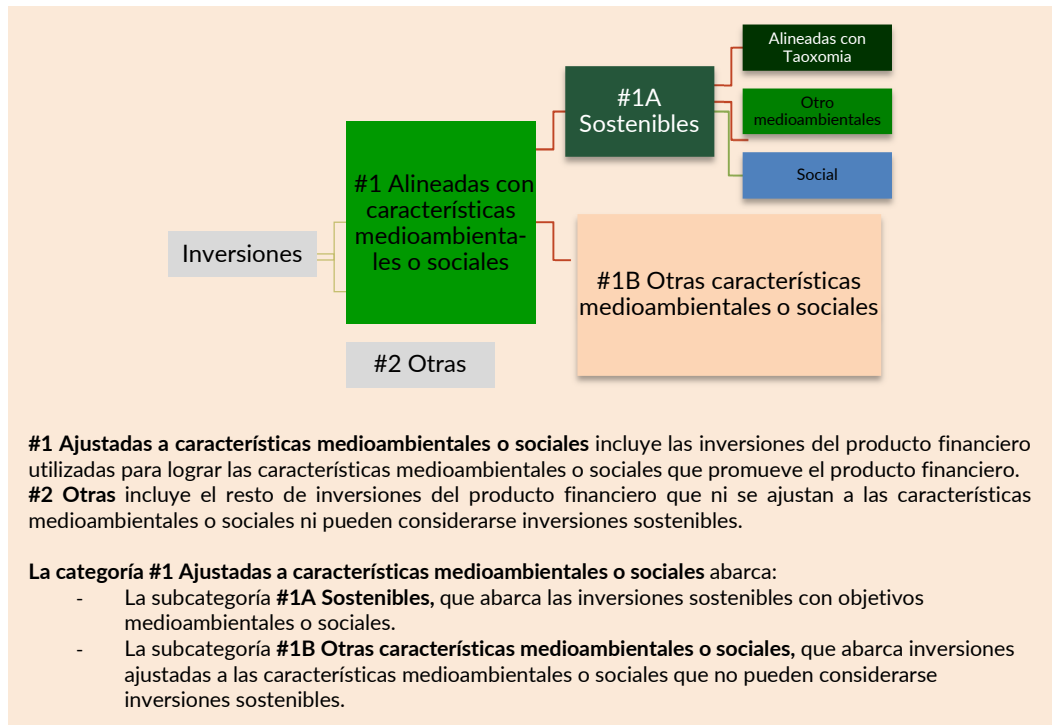 Alineadas con
Taoxomia
#1A
Sostenibles
Otro
medioambientales
Social
#1 Alineadas con
características
medioambienta-
les o sociales
Inversiones
#1B Otras características
medioambientales o sociales
#2 Otras
#1 Ajustadas a características medioambientales o sociales incluye las inversiones del producto financiero
utilizadas para lograr las características medioambientales o sociales que promueve el producto financiero.
#2 Otras incluye el resto de inversiones del producto financiero que ni se ajustan a las características
medioambientales o sociales ni pueden considerarse inversiones sostenibles.
La categoría #1 Ajustadas a características medioambientales o sociales abarca:
- La subcategoría #1A Sostenibles, que abarca las inversiones sostenibles con objetivos
medioambientales o sociales.
- La subcategoría #1B Otras características medioambientales o sociales, que abarca inversiones
ajustadas a las características medioambientales o sociales que no pueden considerarse
inversiones sostenibles.